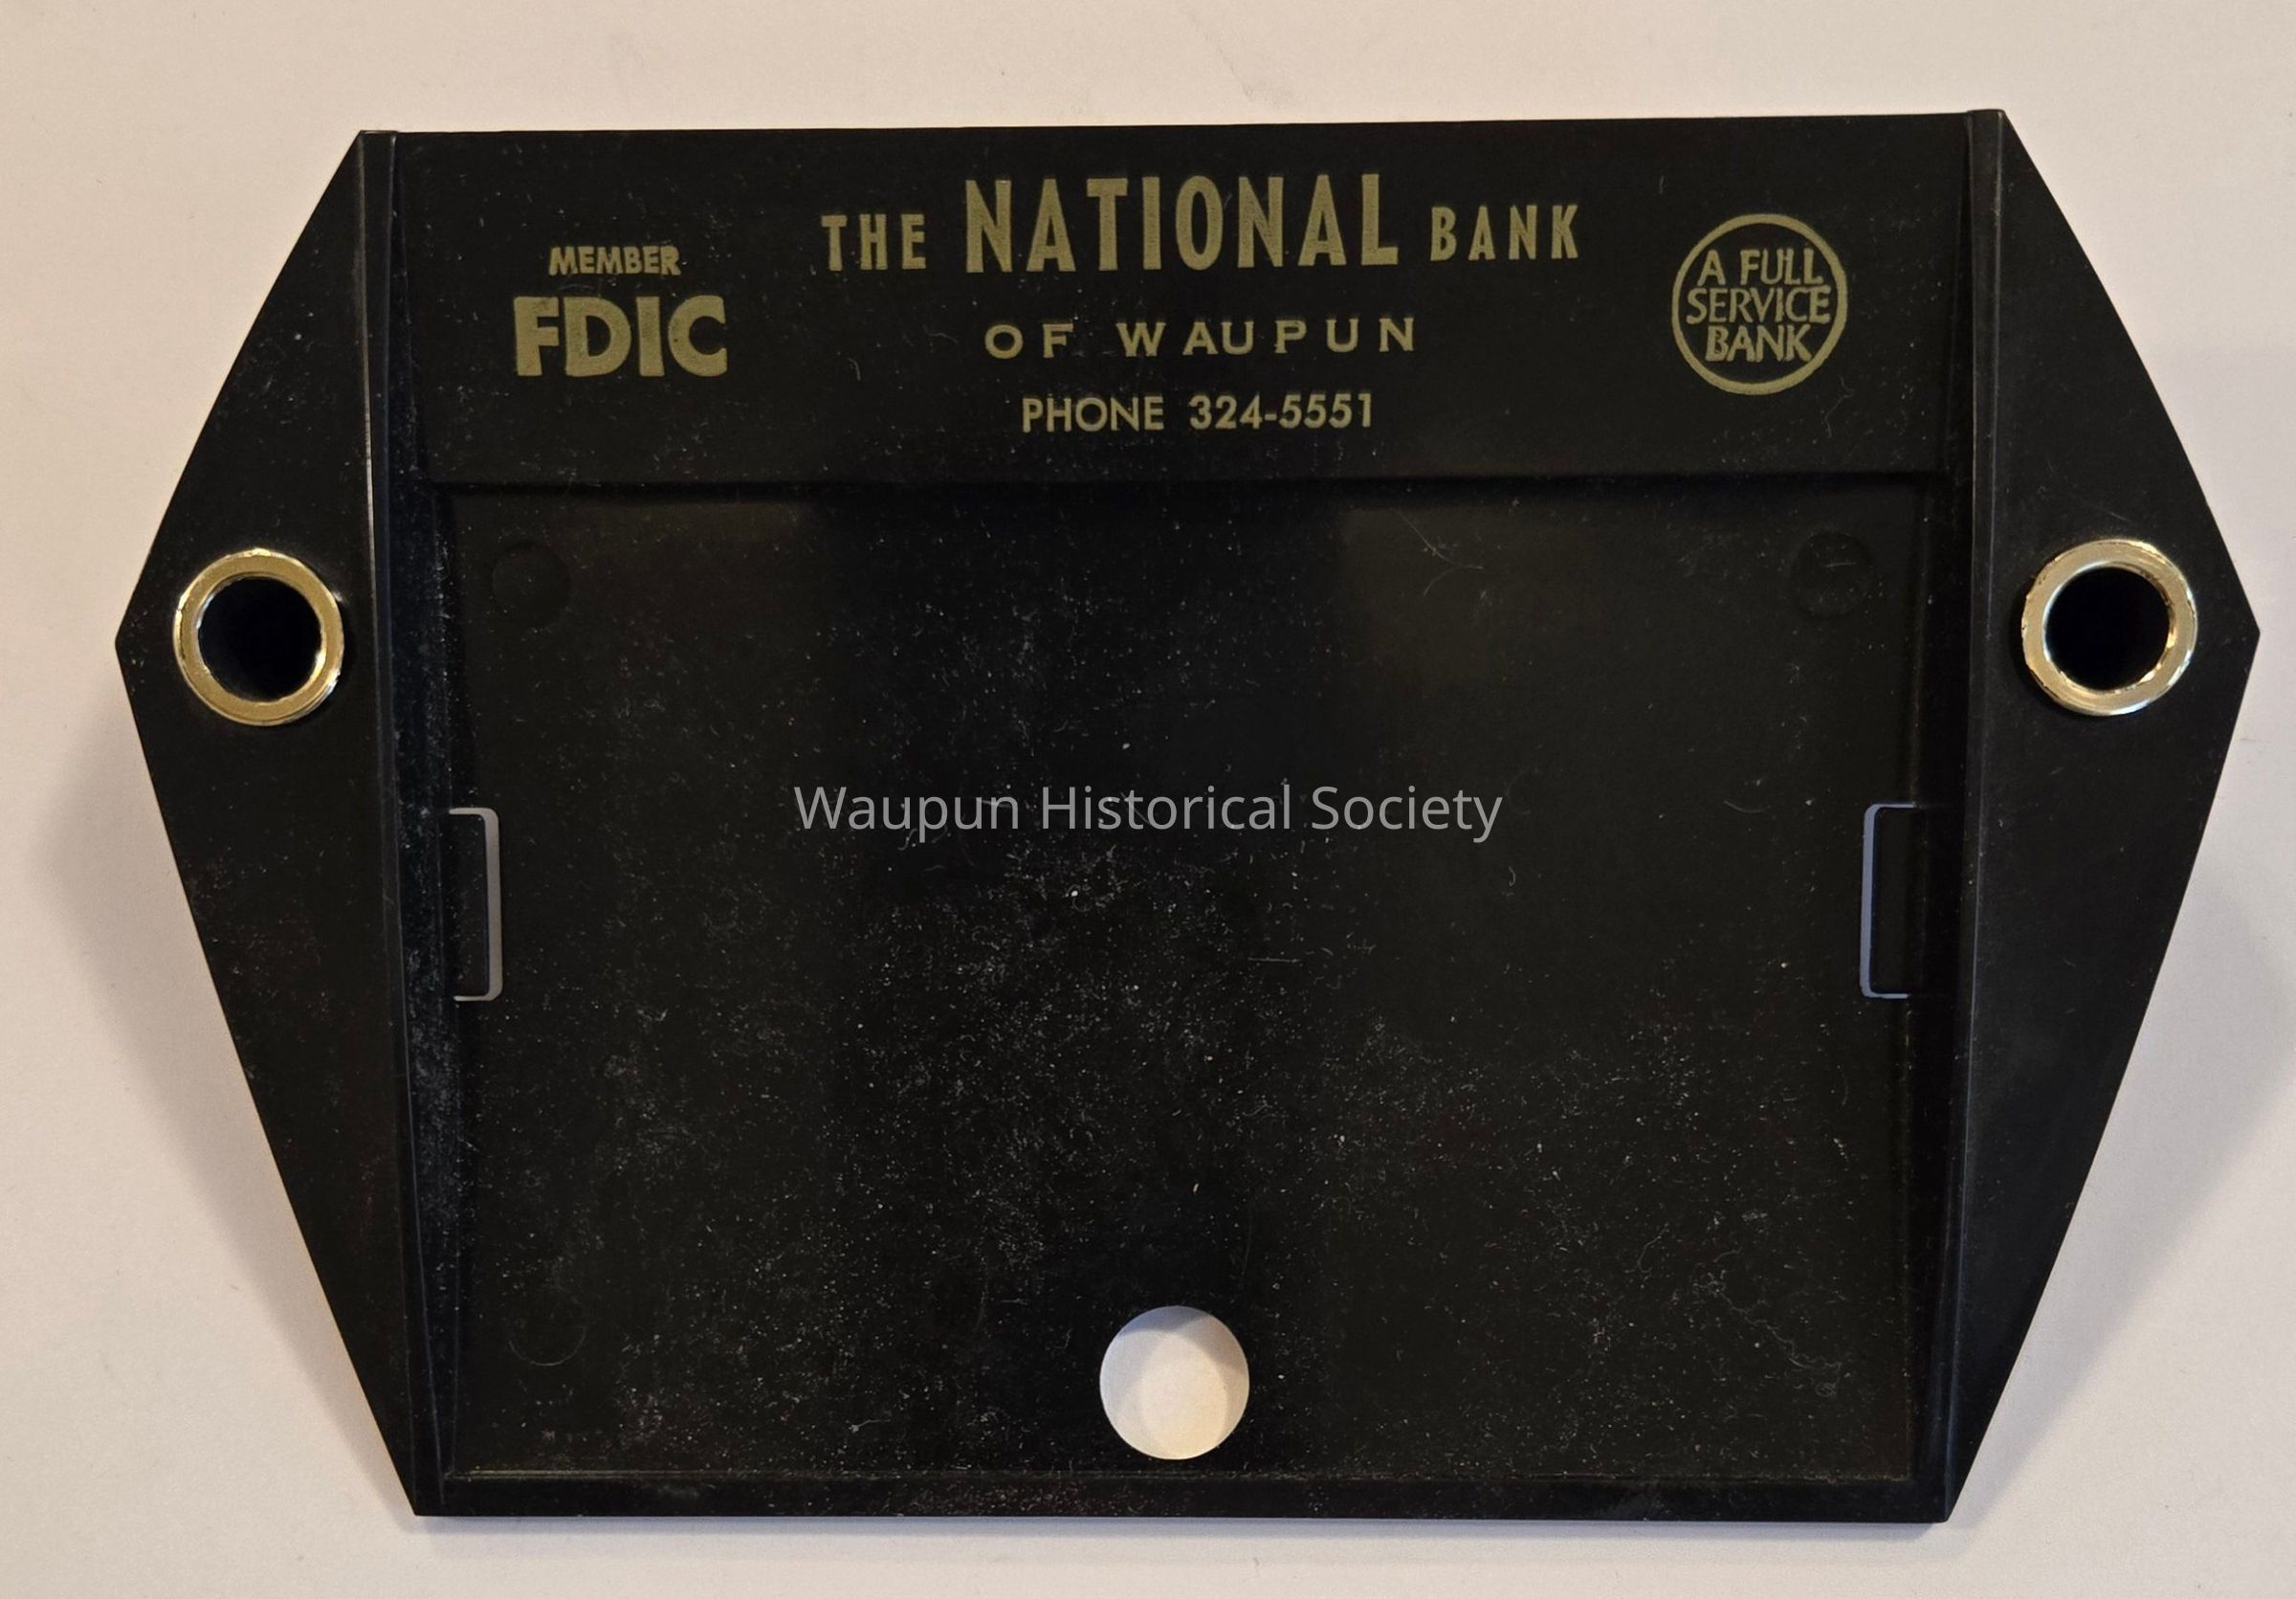 THE NATIONAL BANK
OF WAUPUN
PHONE 324-5551
MEMBER
FDIC
A FULL
SERVICE
BANK
Waupun Historical Society